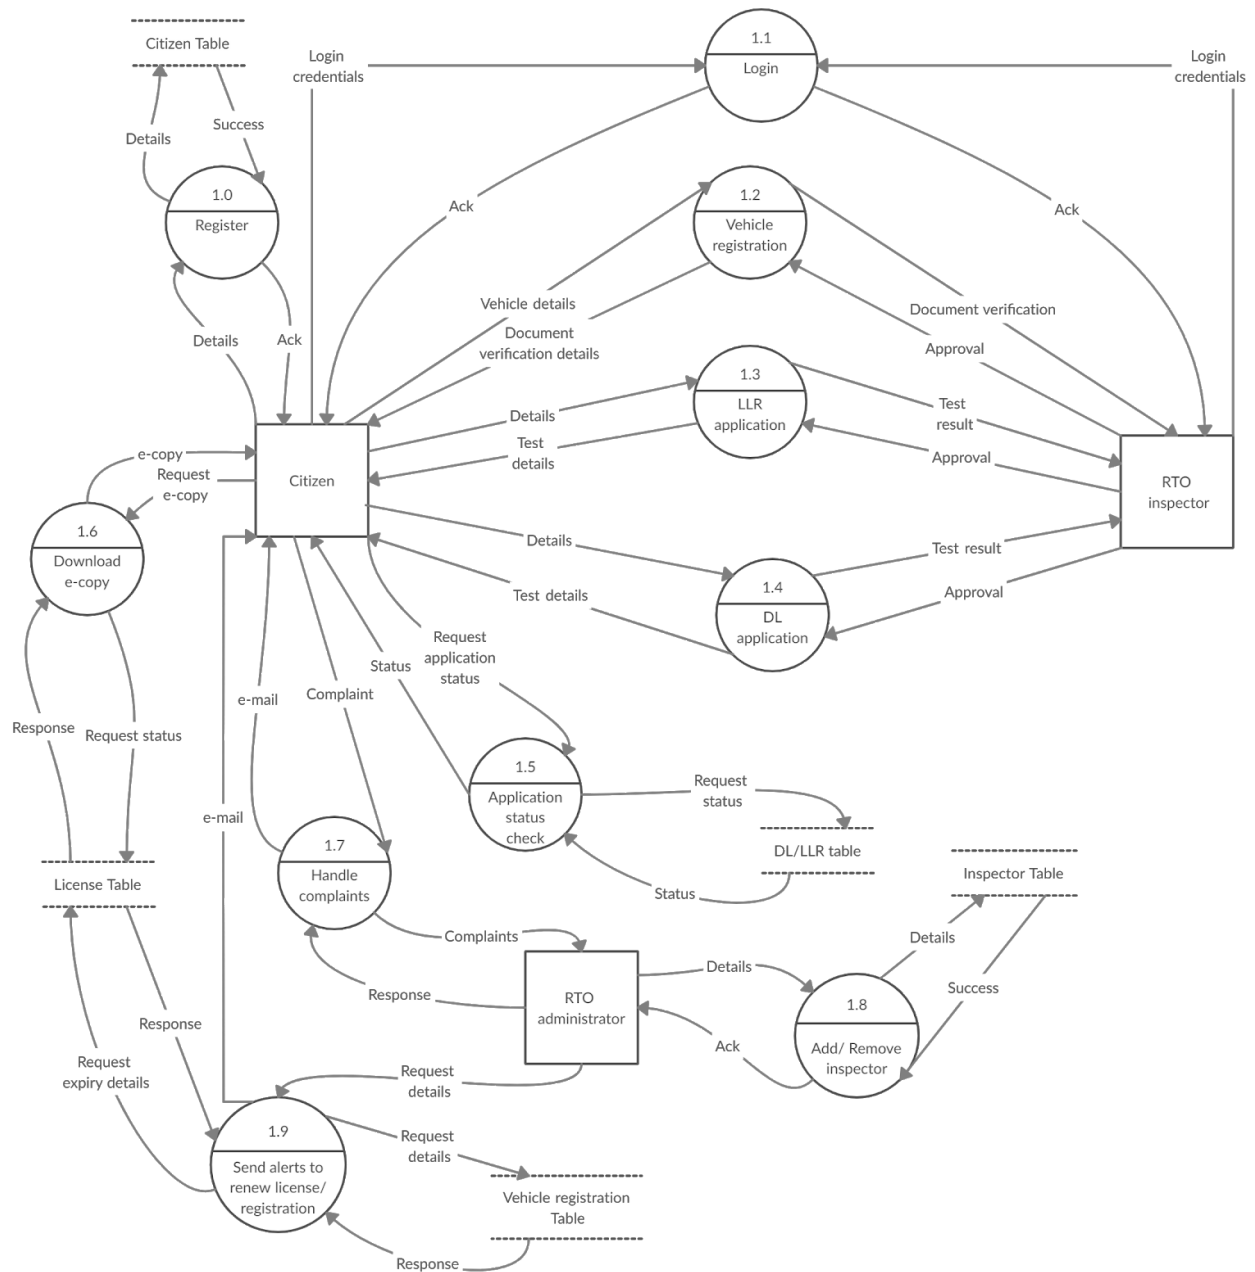 Citizen Table
Login
credentials
1.1
Login
Login
credentials
Details
Success
1.0
Register
Ack
1.2
Vehicle
registration
Ack
Details
Ack
Vehicle details
Document
verification details
Document verification
Approval
1.3
LLR
application
Details
Test
details
Test
result
Approval
e-copy
Request
e-copy
Citizen
RTO
inspector
1.6
Download
e-copy
Details
Test details
1.4
DL
application
Test result
Approval
Request
application
status
Status
e-mail
Complaint
Response
Request status
1.5
Application
status
check
Request
status
e-mail
DL/LLR table
Status
1.7
Handle
complaints
License Table
Inspector Table
Complaints
Details
Success
Response
RTO
administrator
Details
Ack
1.8
Add/ Remove
inspector
Response
Request
expiry details
Request
details
1.9
Send alerts to
renew license/
registration
Request
details
Vehicle registration
Table
Response